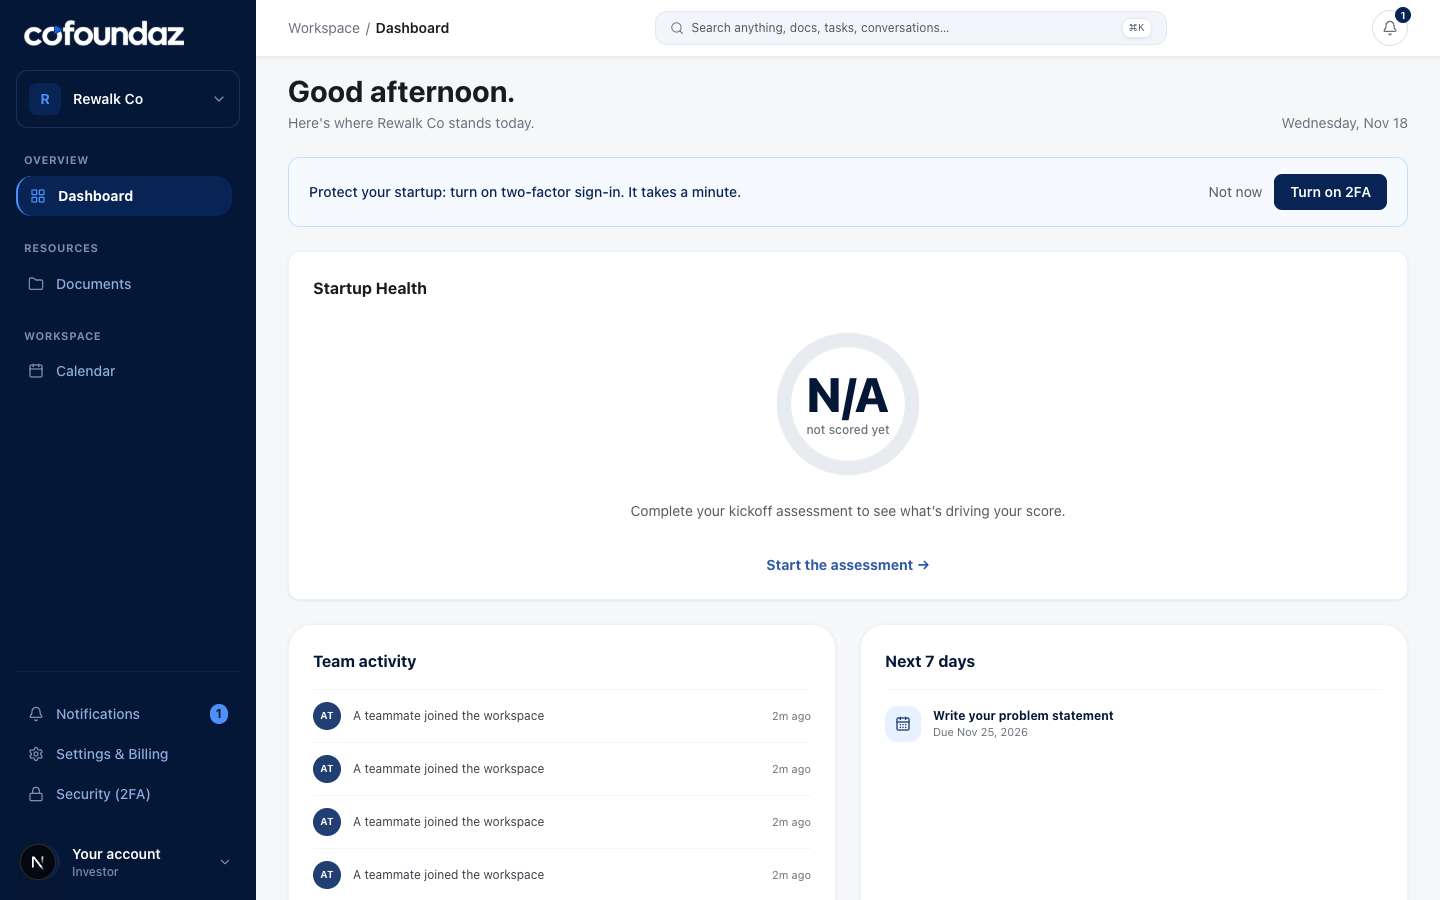 cofoundaz
R
Rewalk Co
OVERVIEW
Dashboard
RESOURCES
Documents
WORKSPACE
Calendar
Notifications
1
Settings & Billing
Security (2FA)
N
Your account
Investor
Workspace / Dashboard
Search anything, docs, tasks, conversations...
⌘K
1
Good afternoon.
Here's where Rewalk Co stands today.
Wednesday, Nov 18
Protect your startup: turn on two-factor sign-in. It takes a minute.
Not now
Turn on 2FA
Startup Health
N/A
not scored yet
Complete your kickoff assessment to see what's driving your score.
Start the assessment →
Team activity
AT A teammate joined the workspace 2m ago
AT A teammate joined the workspace 2m ago
AT A teammate joined the workspace 2m ago
AT A teammate joined the workspace 2m ago
Next 7 days
Write your problem statement
Due Nov 25, 2026